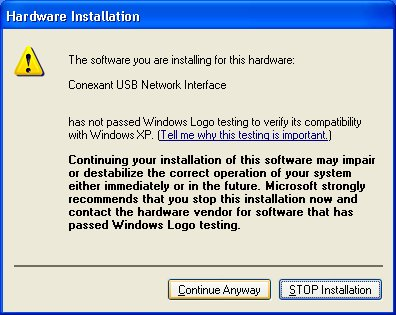 Hardware Installation
The software you are installing for this hardware:
Conexant USB Network Interface
has not passed Windows Logo testing to verify its compatibility
with Windows XP. (Tell me why this testing is important.)
Continuing your installation of this software may impair
or destabilize the correct operation of your system
either immediately or in the future. Microsoft strongly
recommends that you stop this installation now and
contact the hardware vendor for software that has
passed Windows Logo testing.
Continue Anyway
STOP Installation